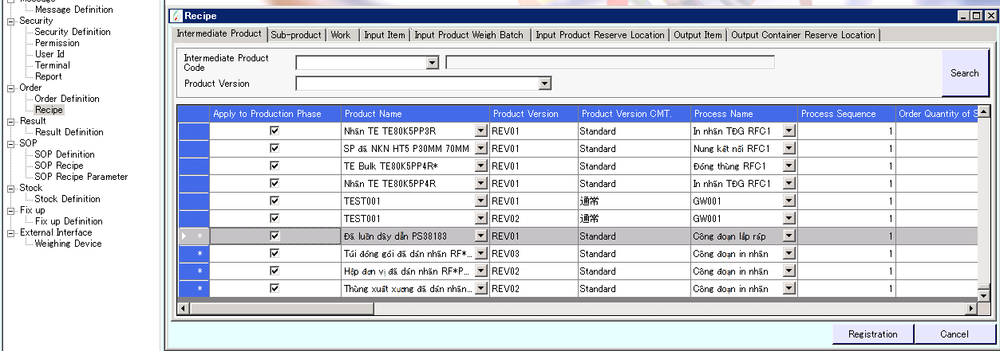 Message
Message Definition
Security
Security Definition
Permission
User Id
Terminal
Report
Order
Order Definition
Recipe
Result
Result Definition
SOP
SOP Definition
SOP Recipe
SOP Recipe Parameter
Stock
Stock Definition
Fix up
Fix up Definition
External Interface
Weighing Device
Recipe
Intermediate Product Sub-product Work Input Item Input Product Weigh Batch Input Product Reserve Location Output Item Output Container Reserve Location
Intermediate Product
Code
Product Version
Search
Apply to Production Phase Product Name Product Version Product Version CMT. Process Name Process Sequence Order Quantity of S
Nhãn TE TE80K5PP3R REV01 Standard In nhãn TĐG RFC1 1
SP đã NKN HT5 P30MM 70MM REV01 Standard Nung kết nối RFC1 1
TE Bulk TE80K5PP4R* REV01 Standard Đóng thùng RFC1 1
Nhãn TE TE80K5PP4R REV01 Standard In nhãn TĐG RFC1 1
TEST001 REV01 通常 GW001 1
TEST001 REV02 通常 GW001 1
* Đã luồn dây dẫn PS38183 REV01 Standard Công đoạn lắp ráp 1
* Túi đóng gói đã dán nhãn RF*... REV03 Standard Công đoạn in nhãn 1
* Hộp đơn vị đã dán nhãn RF*P... REV02 Standard Công đoạn in nhãn 1
* Thùng xuất xưởng đã dán nhãn... REV02 Standard Công đoạn in nhãn 1
Registration Cancel